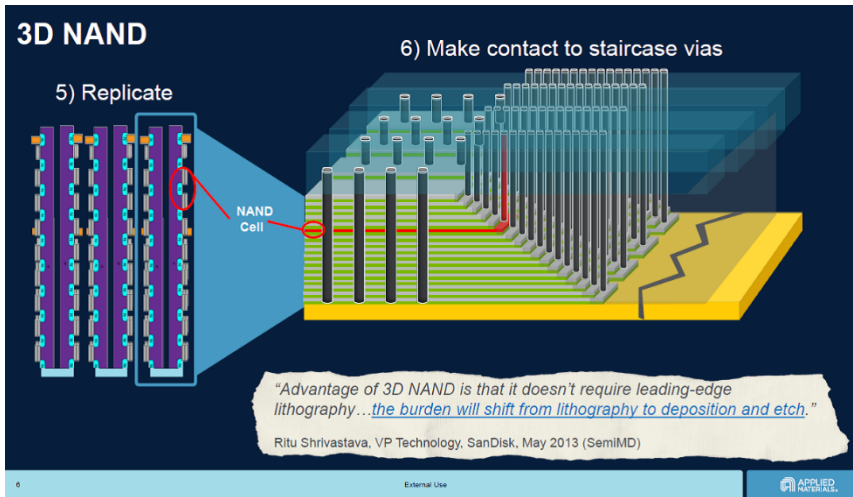 3D NAND
5) Replicate
6) Make contact to staircase vias
NAND
Cell
“Advantage of 3D NAND is that it doesn’t require leading-edge
lithography…the burden will shift from lithography to deposition and etch.”
Ritu Shrivastava, VP Technology, SanDisk, May 2013 (SemiMD)
6
External Use
APPLIED
MATERIALS®